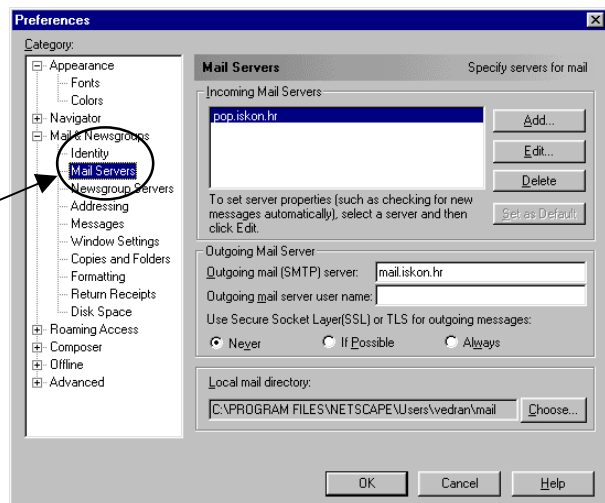 Preferences
Category:
Appearance
Fonts
Colors
Navigator
Mail & Newsgroups
Identity
Mail Servers
Newsgroup Servers
Addressing
Messages
Window Settings
Copies and Folders
Formatting
Return Receipts
Disk Space
Roaming Access
Composer
Offline
Advanced
Mail Servers Specify servers for mail
Incoming Mail Servers
pop.iskon.hr
Add...
Edit...
Delete
Set as Default
To set server properties (such as checking for new
messages automatically), select a server and then
click Edit.
Outgoing Mail Server
Outgoing mail (SMTP) server: mail.iskon.hr
Outgoing mail server user name:
Use Secure Socket Layer(SSL) or TLS for outgoing messages:
Never If Possible Always
Local mail directory:
C:\PROGRAM FILES\NETSCAPE\Users\vedran\mail Choose...
OK Cancel Help